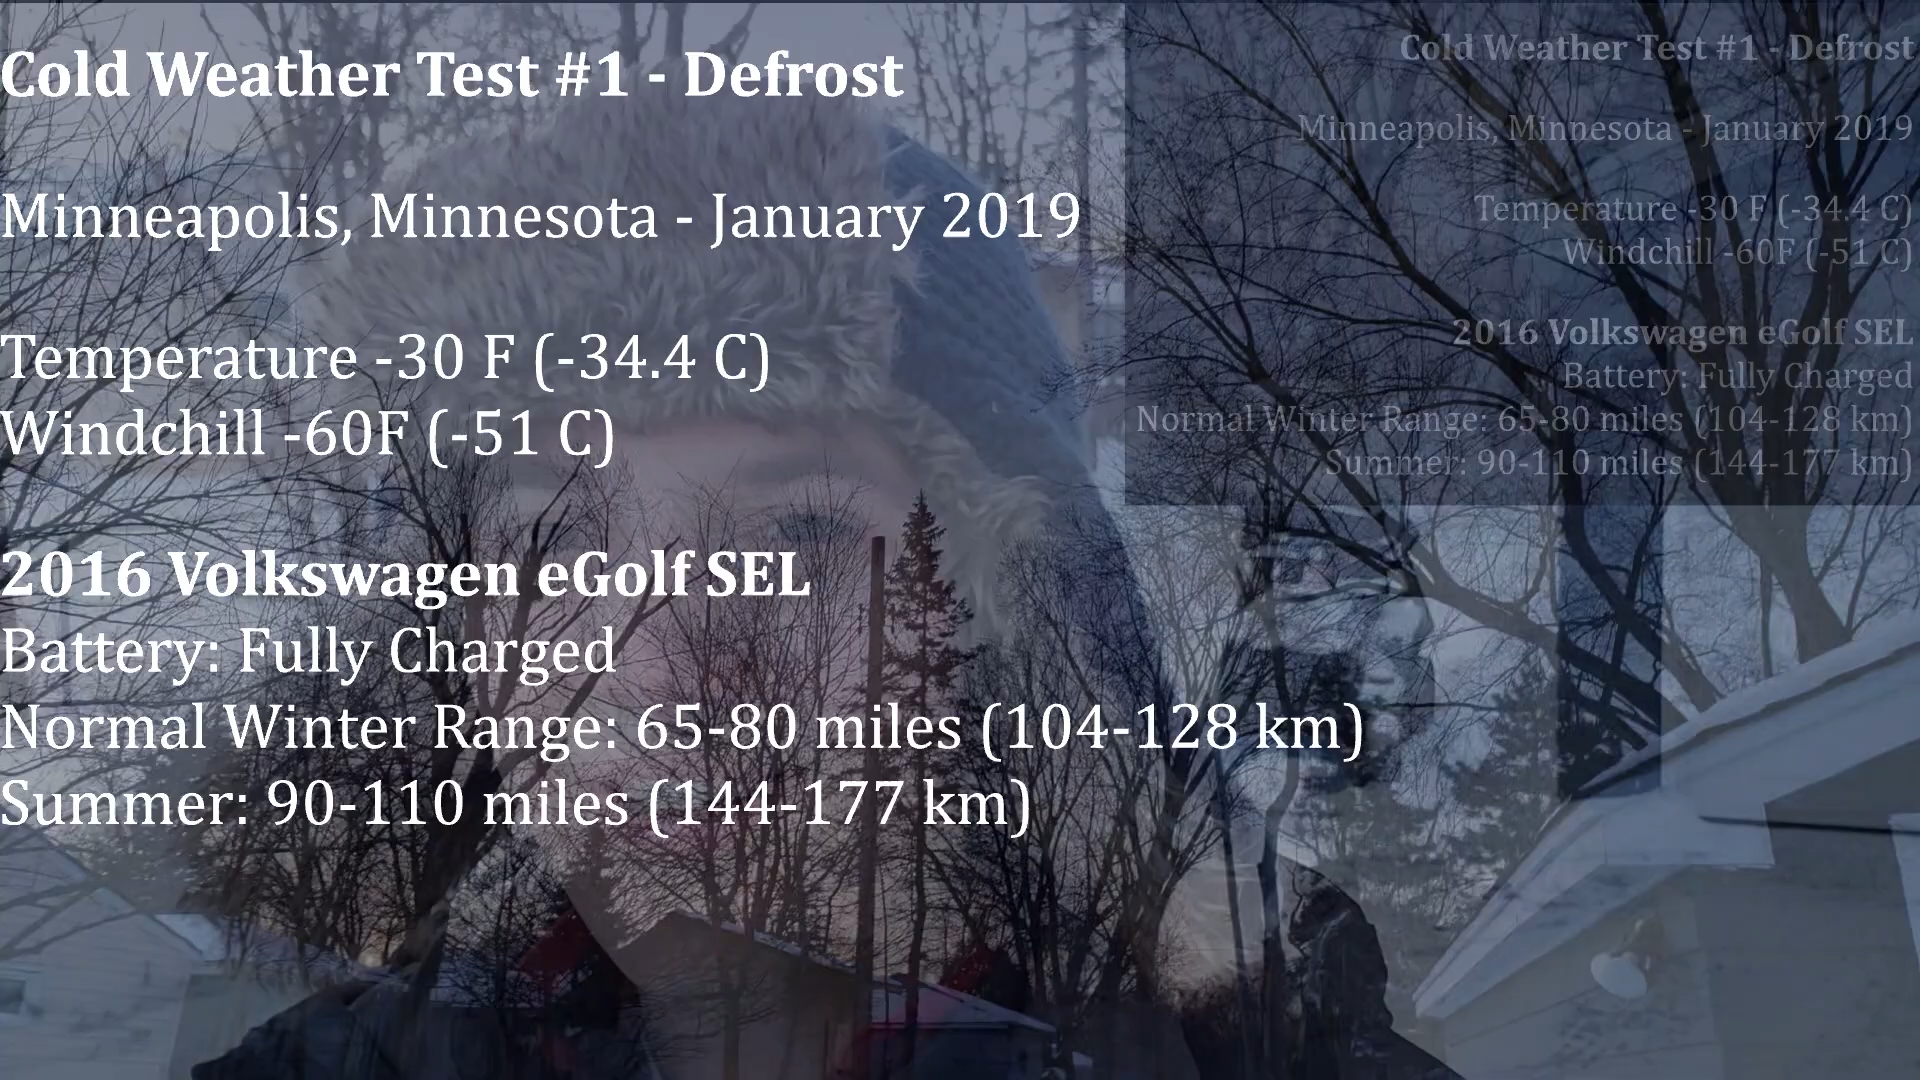 Cold Weather Test #1 - Defrost
Minneapolis, Minnesota - January 2019
Temperature -30 F (-34.4 C)
Windchill -60F (-51 C)
2016 Volkswagen eGolf SEL
Battery: Fully Charged
Normal Winter Range: 65-80 miles (104-128 km)
Summer: 90-110 miles (144-177 km)
Cold Weather Test #1 - Defrost
Minneapolis, Minnesota - January 2019
Temperature -30 F (-34.4 C)
Windchill -60F (-51 C)
2016 Volkswagen eGolf SEL
Battery: Fully Charged
Normal Winter Range: 65-80 miles (104-128 km)
Summer: 90-110 miles (144-177 km)